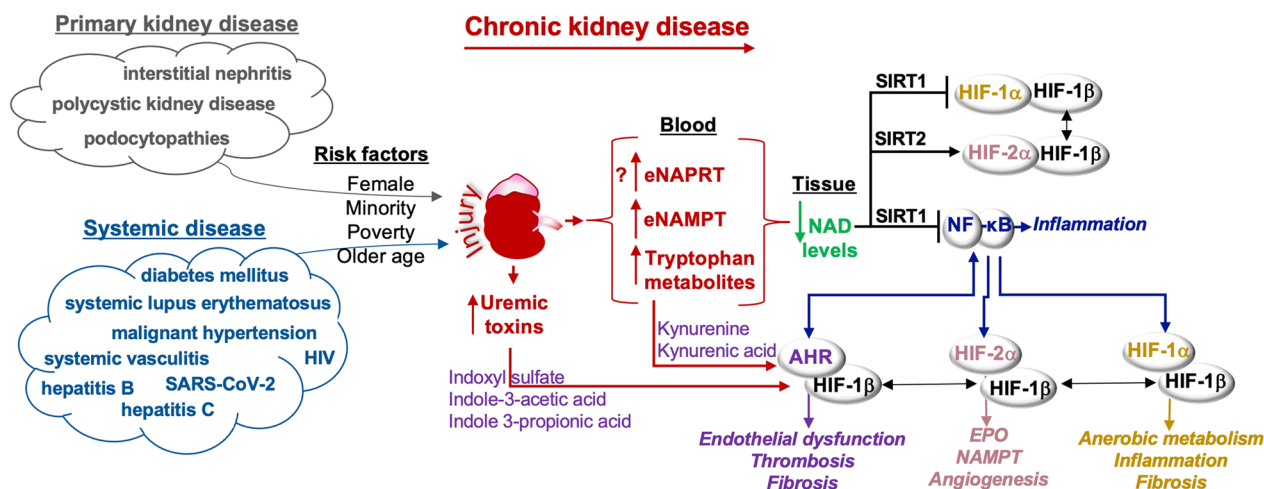 Primary kidney disease
interstitial nephritis
polycystic kidney disease
podocytopathies
Systemic disease
diabetes mellitus
systemic lupus erythematosus
malignant hypertension
systemic vasculitis
HIV
hepatitis B
SARS-CoV-2
hepatitis C
Risk factors
Female
Minority
Poverty
Older age
Chronic kidney disease
Injury
Uremic
toxins
Indoxyl sulfate
Indole-3-acetic acid
Indole 3-propionic acid
Blood
? eNAPRT
eNAMPT
Tryptophan
metabolites
Kynurenine
Kynurenic acid
Tissue
NAD
levels
SIRT1
HIF-1α HIF-1β
SIRT2
HIF-2α HIF-1β
SIRT1
NF -κB Inflammation
AHR
HIF-1β
HIF-2α
HIF-1β
HIF-1α
HIF-1β
Endothelial dysfunction
Thrombosis
Fibrosis
EPO
NAMPT
Angiogenesis
Anerobic metabolism
Inflammation
Fibrosis